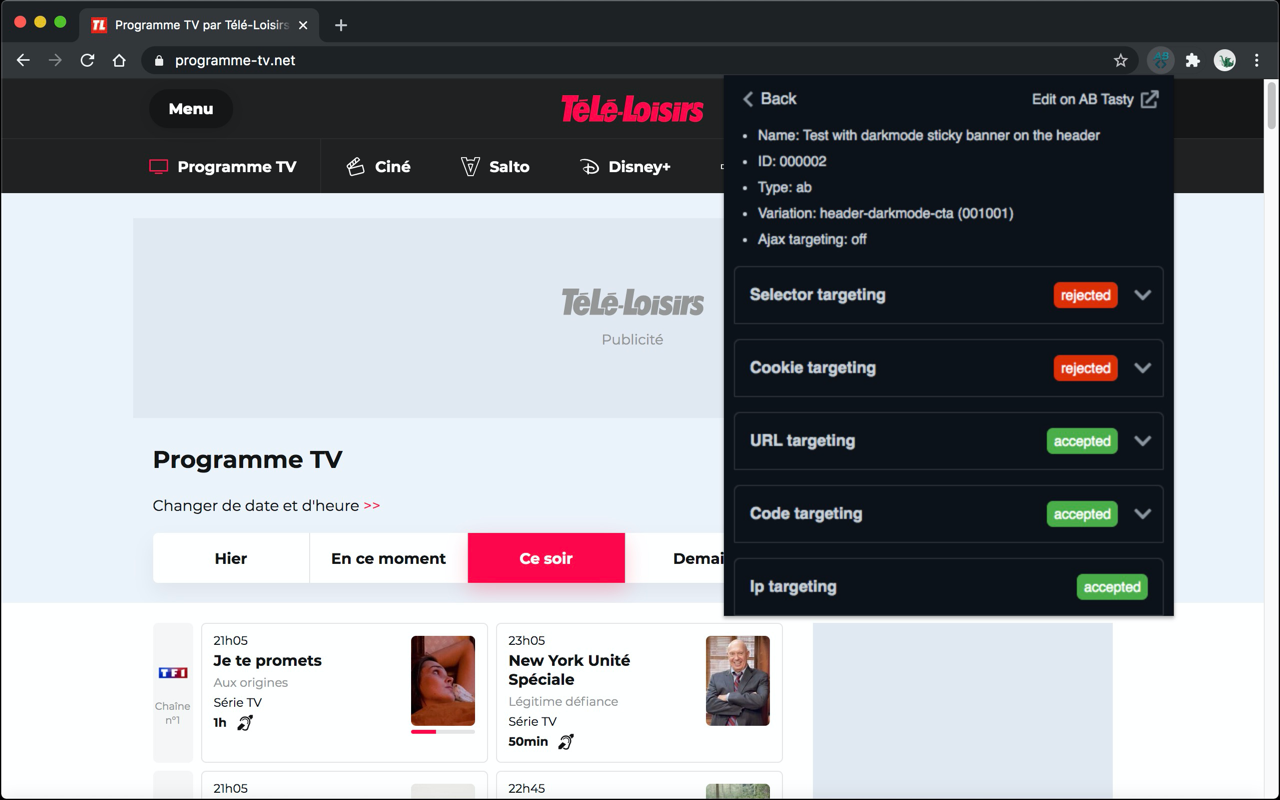 TL Programme TV par Télé-Loisirs
programme-tv.net
Menu
TéLé-Loisirs
Programme TV
Ciné
Salto
Disney+
Back
Edit on AB Tasty
• Name: Test with darkmode sticky banner on the header
• ID: 000002
• Type: ab
• Variation: header-darkmode-cta (001001)
• Ajax targeting: off
Selector targeting
rejected
Cookie targeting
rejected
URL targeting
accepted
Code targeting
accepted
Ip targeting
accepted
TéLé-Loisirs
Publicité
Programme TV
Changer de date et d'heure >>
Hier
En ce moment
Ce soir
Demai
TF1
Chaîne
n°1
21h05
Je te promets
Aux origines
Série TV
1h
23h05
New York Unité
Spéciale
Légitime défiance
Série TV
50min
21h05
22h45